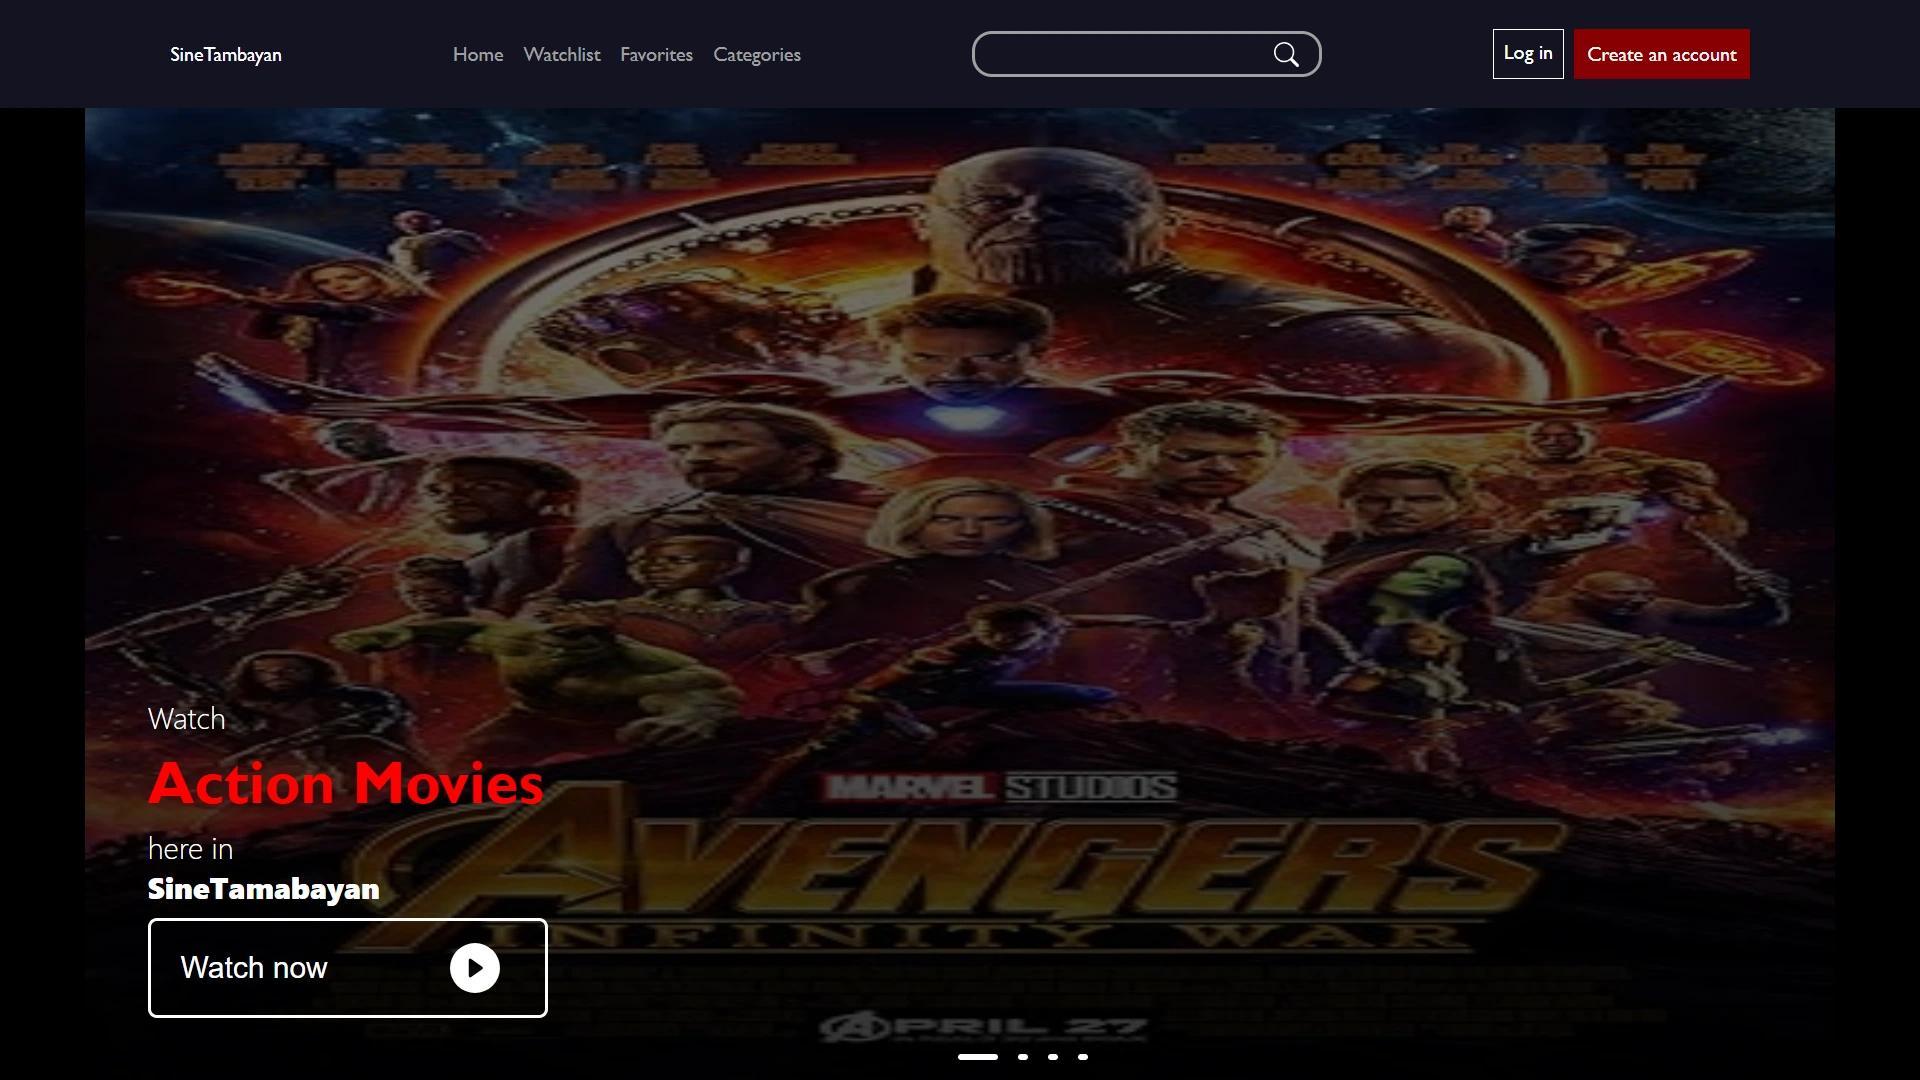 SineTambayan
Home Watchlist Favorites Categories
Log in
Create an account
Watch
Action Movies
here in
SineTamabayan
Watch now
MARVEL STUDIOS
AVENGERS
INFINITY WAR
APRIL 27